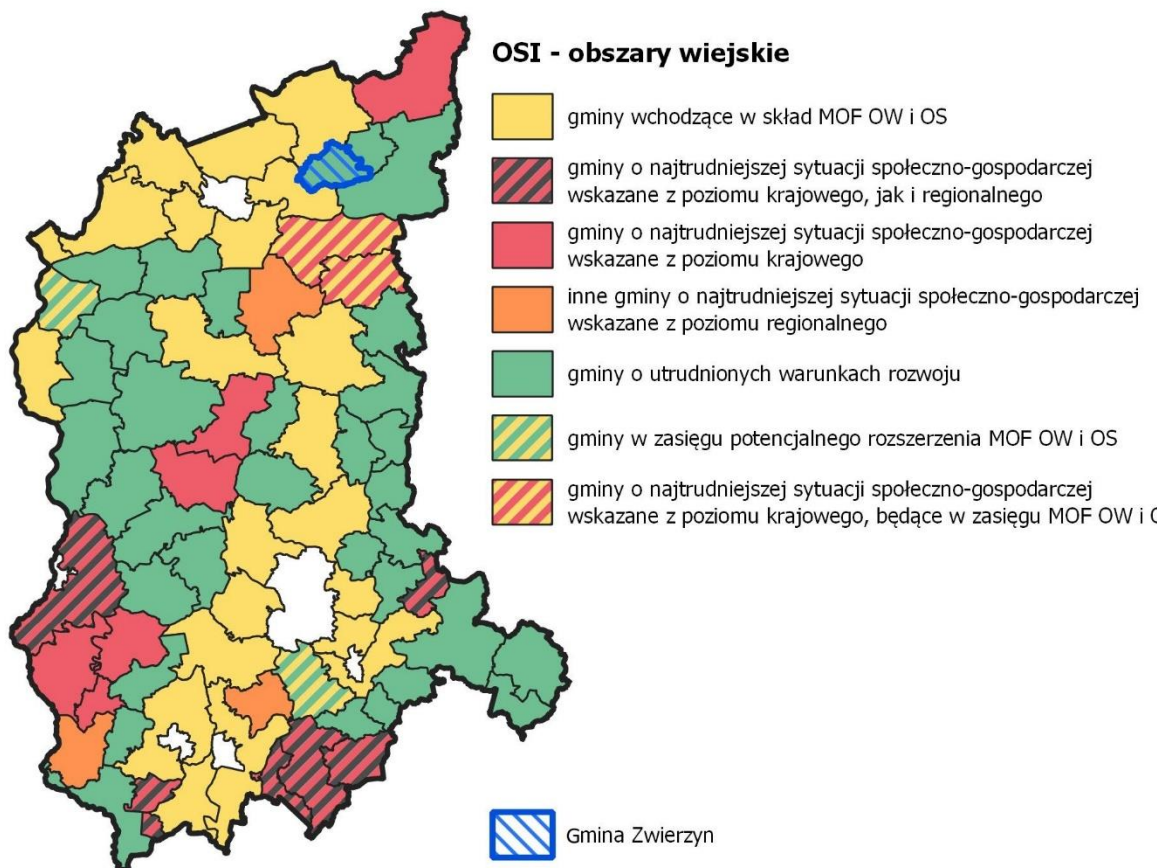 OSI - obszary wiejskie
gminy wchodzące w skład MOF OW i OS
gminy o najtrudniejszej sytuacji społeczno-gospodarczej
wskazane z poziomu krajowego, jak i regionalnego
gminy o najtrudniejszej sytuacji społeczno-gospodarczej
wskazane z poziomu krajowego
inne gminy o najtrudniejszej sytuacji społeczno-gospodarczej
wskazane z poziomu regionalnego
gminy o utrudnionych warunkach rozwoju
gminy w zasięgu potencjalnego rozszerzenia MOF OW i OS
gminy o najtrudniejszej sytuacji społeczno-gospodarczej
wskazane z poziomu krajowego, będące w zasięgu MOF OW i
Gmina Zwierzyn